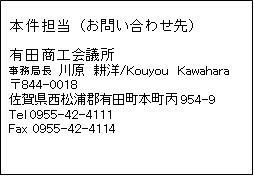 本件担当（お問い合わせ先）
有田商工会議所
事務局長　川原　耕洋/Kouyou　Kawahara
〒844-0018
佐賀県西松浦郡有田町本町丙954-9
Tel 0955-42-4111
Fax 0955-42-4114